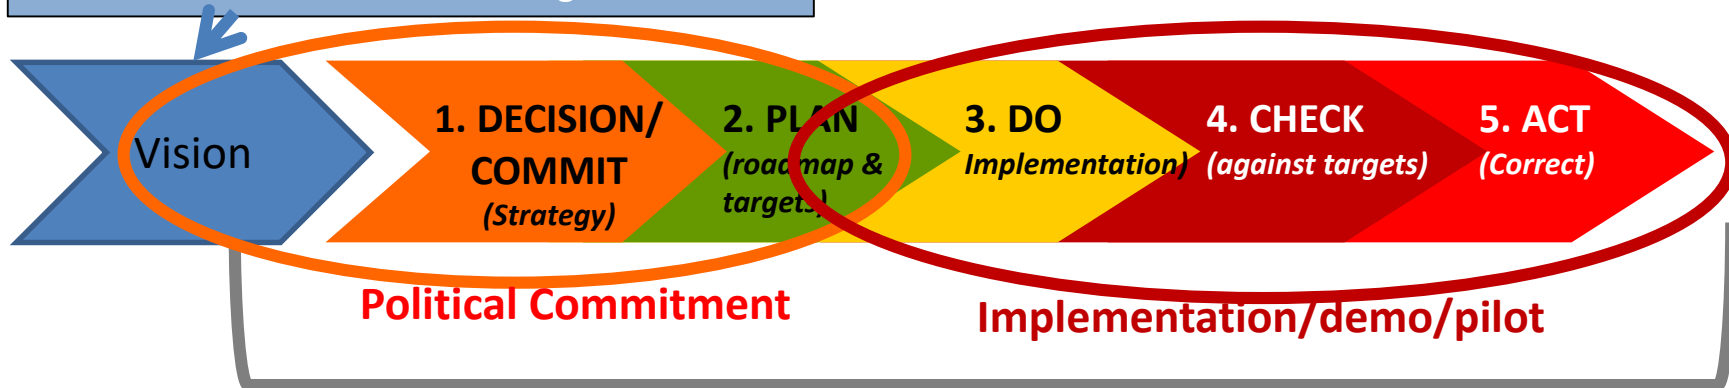 Vision
1. DECISION/
COMMIT
(Strategy)
2. PLAN
(roadmap &
targets)
3. DO
Implementation)
4. CHECK
(against targets)
5. ACT
(Correct)
Political Commitment
Implementation/demo/pilot